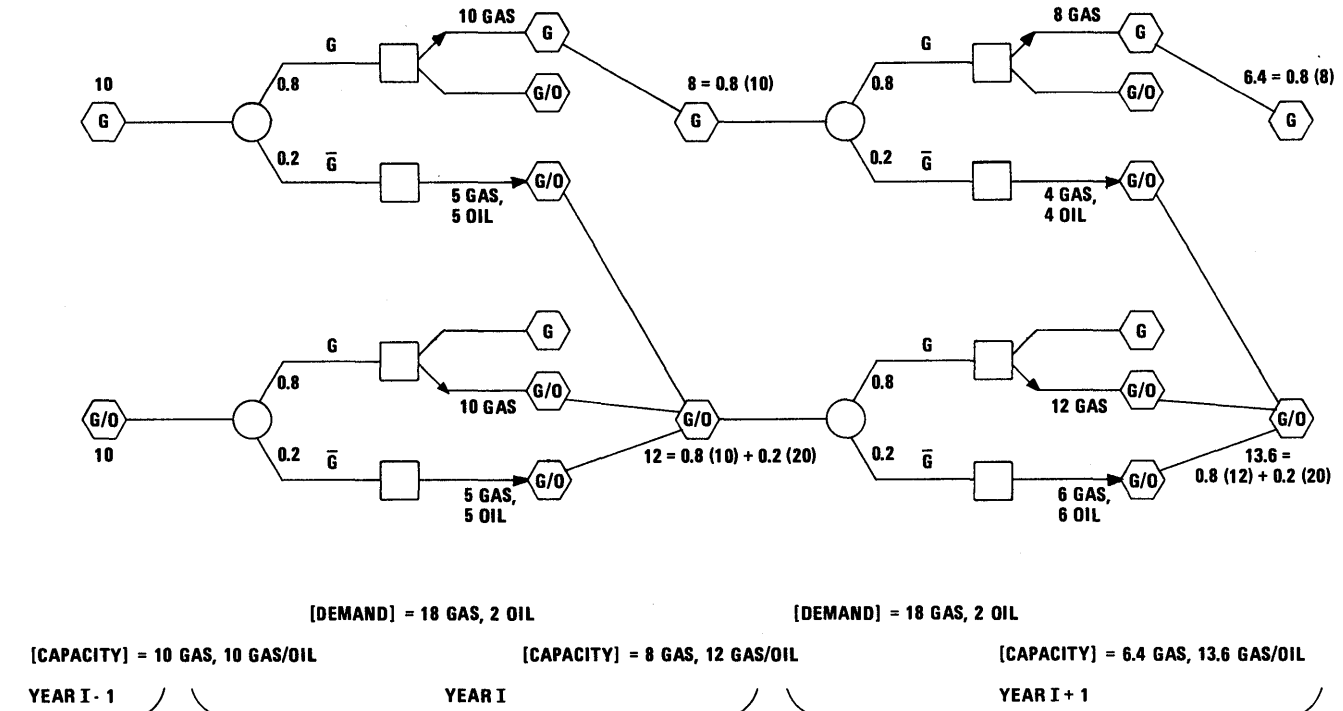 10 GAS
G
G
8 GAS
G
G
10
0.8
8 = 0.8 (10)
0.8
6.4 = 0.8 (8)
G/O
G/O
G
G
G
0.2
G̅
0.2
G̅
G/O
G/O
5 GAS,
5 OIL
4 GAS,
4 OIL
G
G
G
G
0.8
0.8
G/O
G/O
10 GAS
12 GAS
G/O
G/O
G/O
10
0.2
G̅
12 = 0.8 (10) + 0.2 (20)
0.2
G̅
13.6 =
0.8 (12) + 0.2 (20)
G/O
G/O
5 GAS,
5 OIL
6 GAS,
6 OIL
[DEMAND] = 18 GAS, 2 OIL
[DEMAND] = 18 GAS, 2 OIL
[CAPACITY] = 10 GAS, 10 GAS/OIL
[CAPACITY] = 8 GAS, 12 GAS/OIL
[CAPACITY] = 6.4 GAS, 13.6 GAS/OIL
YEAR I - 1
YEAR I
YEAR I + 1